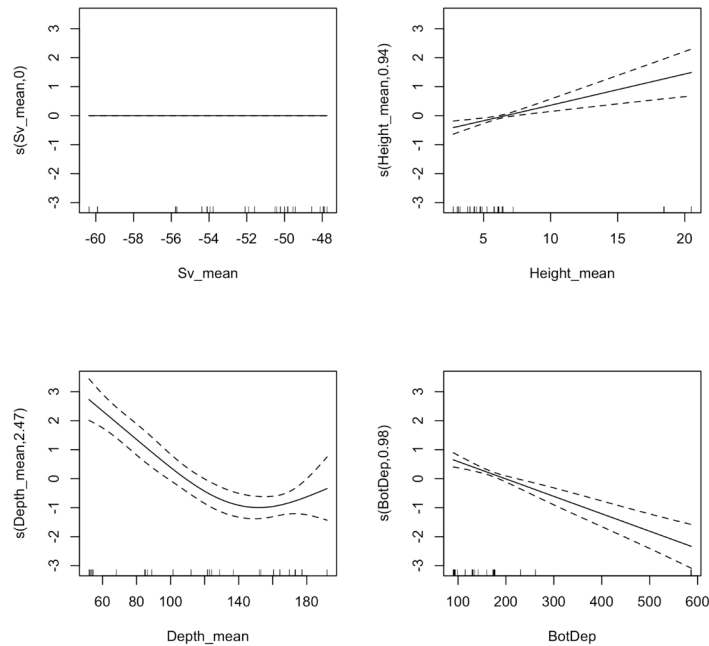 s(Sv_mean,0)
3
2
1
0
-1
-2
-3
-60 -58 -56 -54 -52 -50 -48
Sv_mean
s(Height_mean,0.94)
3
2
1
0
-1
-2
-3
5 10 15 20
Height_mean
s(Depth_mean,2.47)
3
2
1
0
-1
-2
-3
60 100 140 180
Depth_mean
s(BotDep,0.98)
3
2
1
0
-1
-2
-3
100 200 300 400 500 600
BotDep